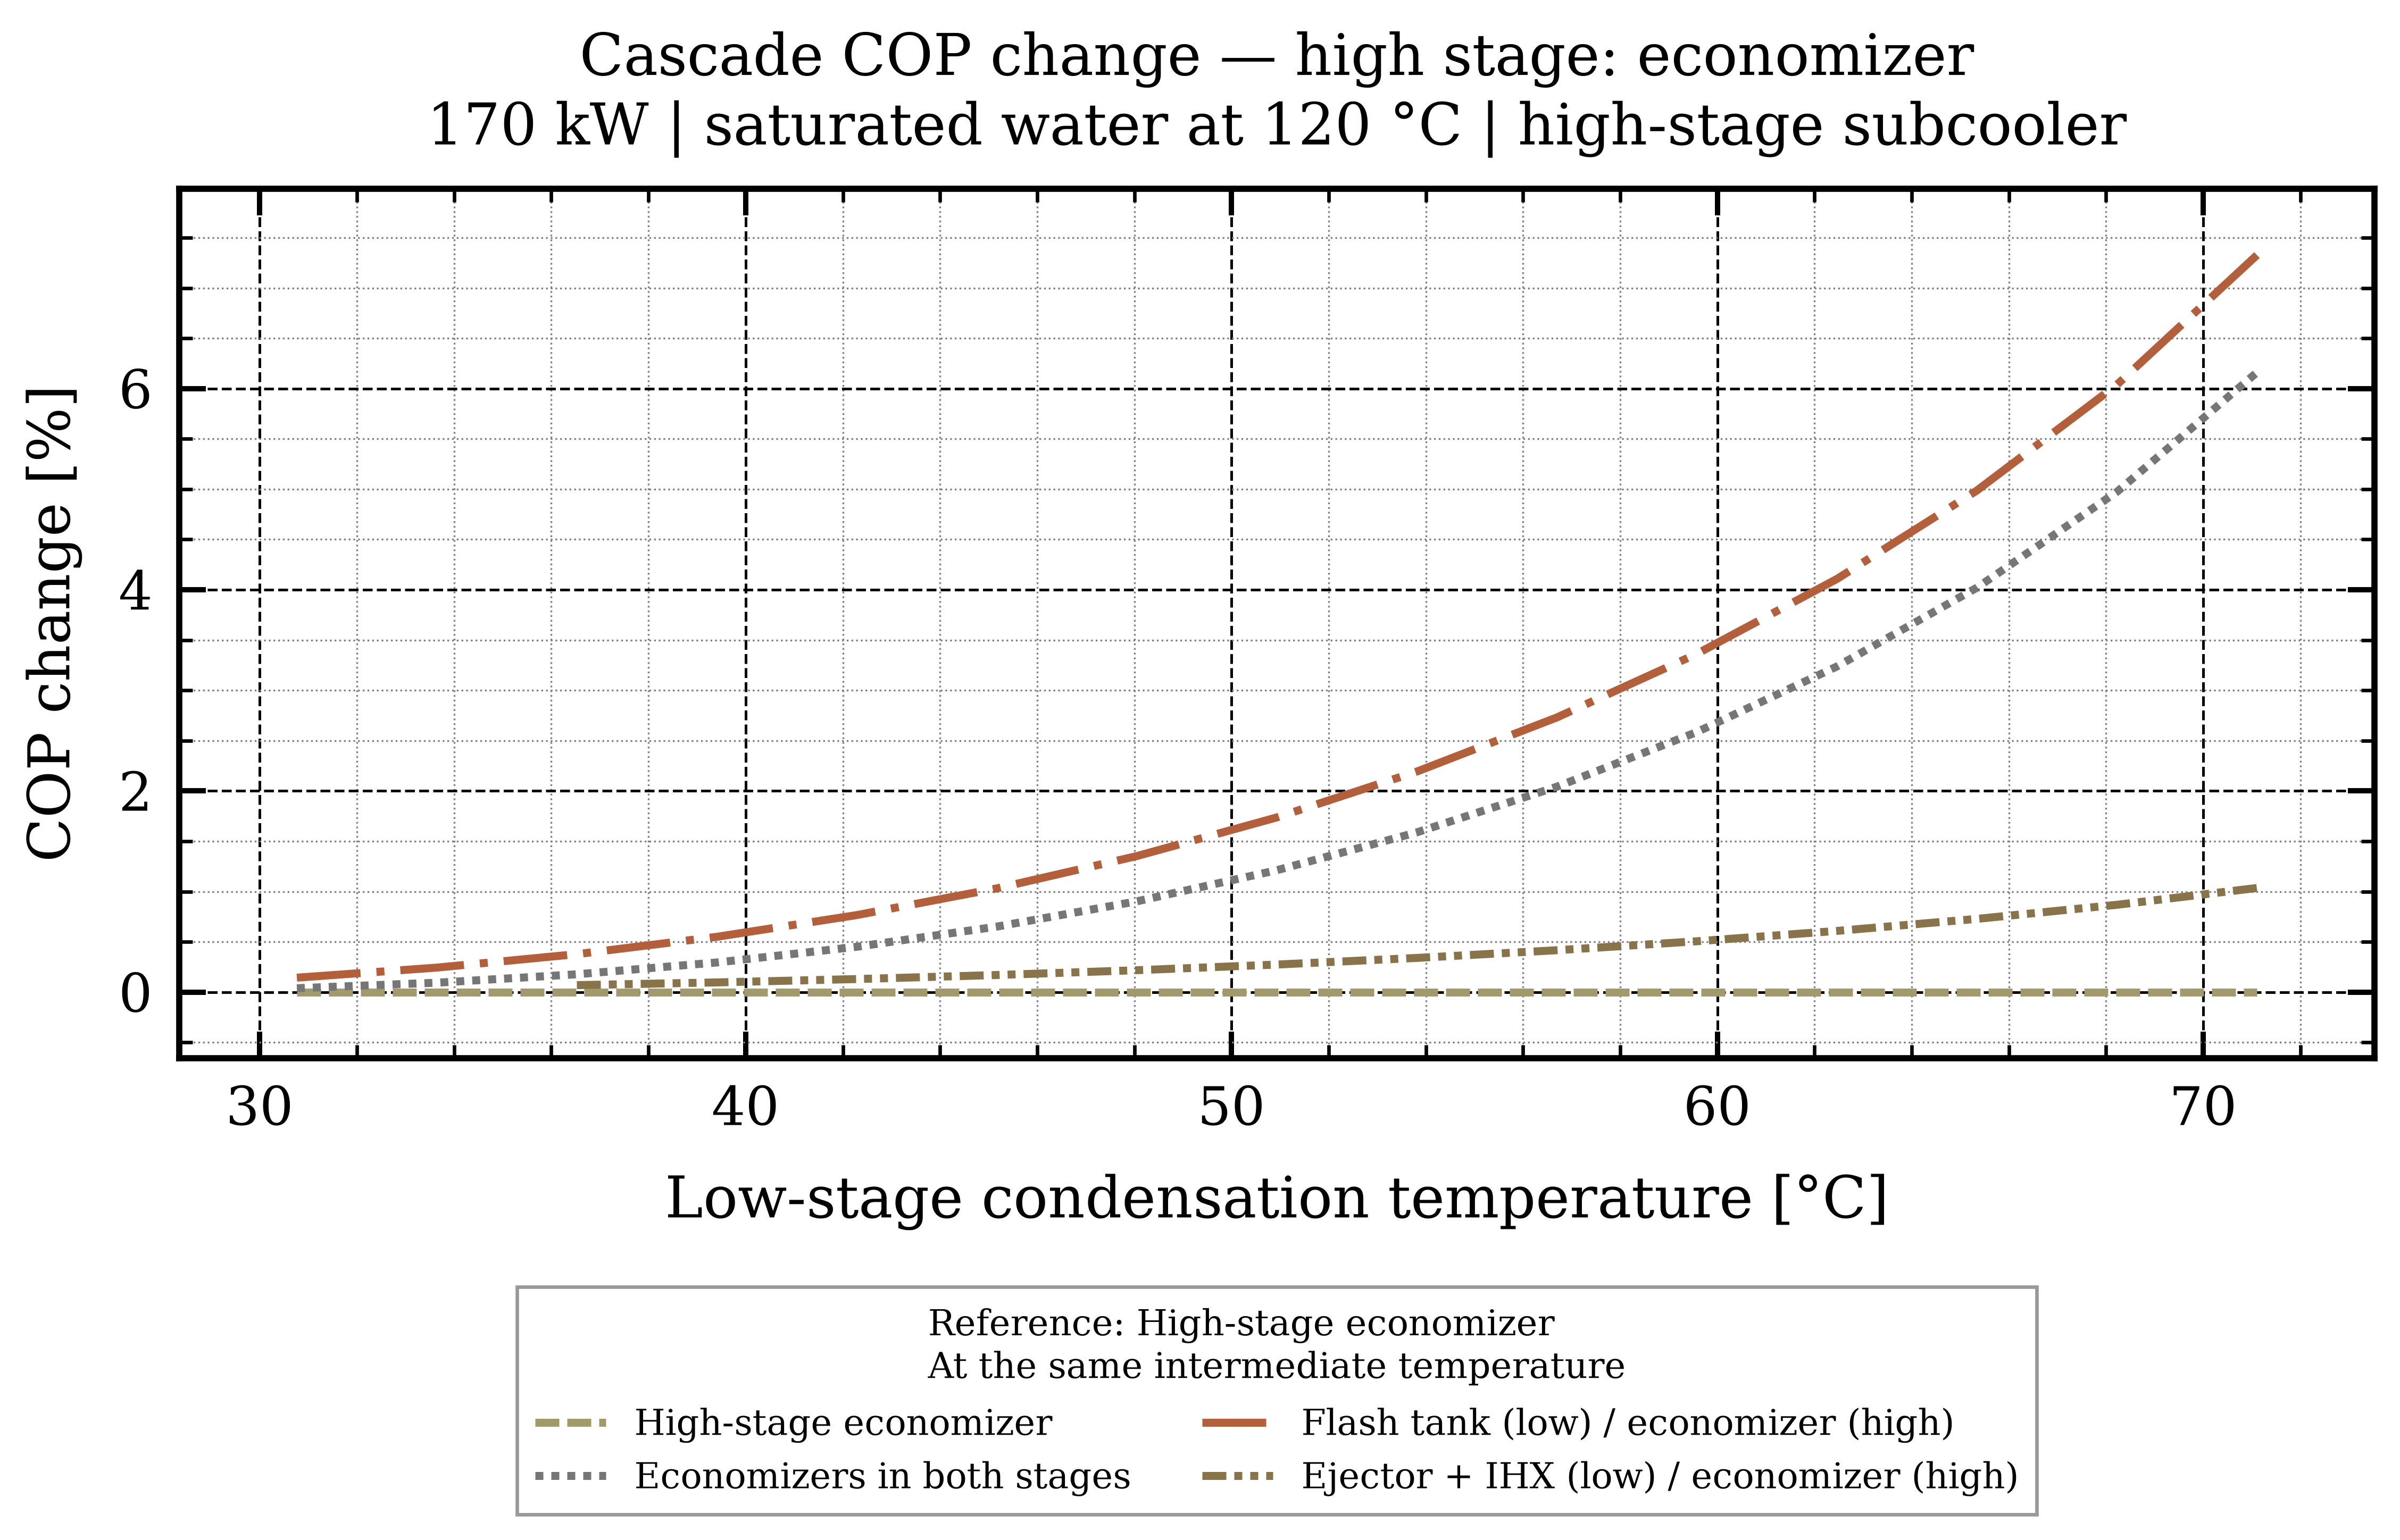 Cascade COP change — high stage: economizer
170 kW | saturated water at 120 °C | high-stage subcooler
COP change [%]
6
4
2
0
30 40 50 60 70
Low-stage condensation temperature [°C]
Reference: High-stage economizer
At the same intermediate temperature
High-stage economizer
Economizers in both stages
Flash tank (low) / economizer (high)
Ejector + IHX (low) / economizer (high)